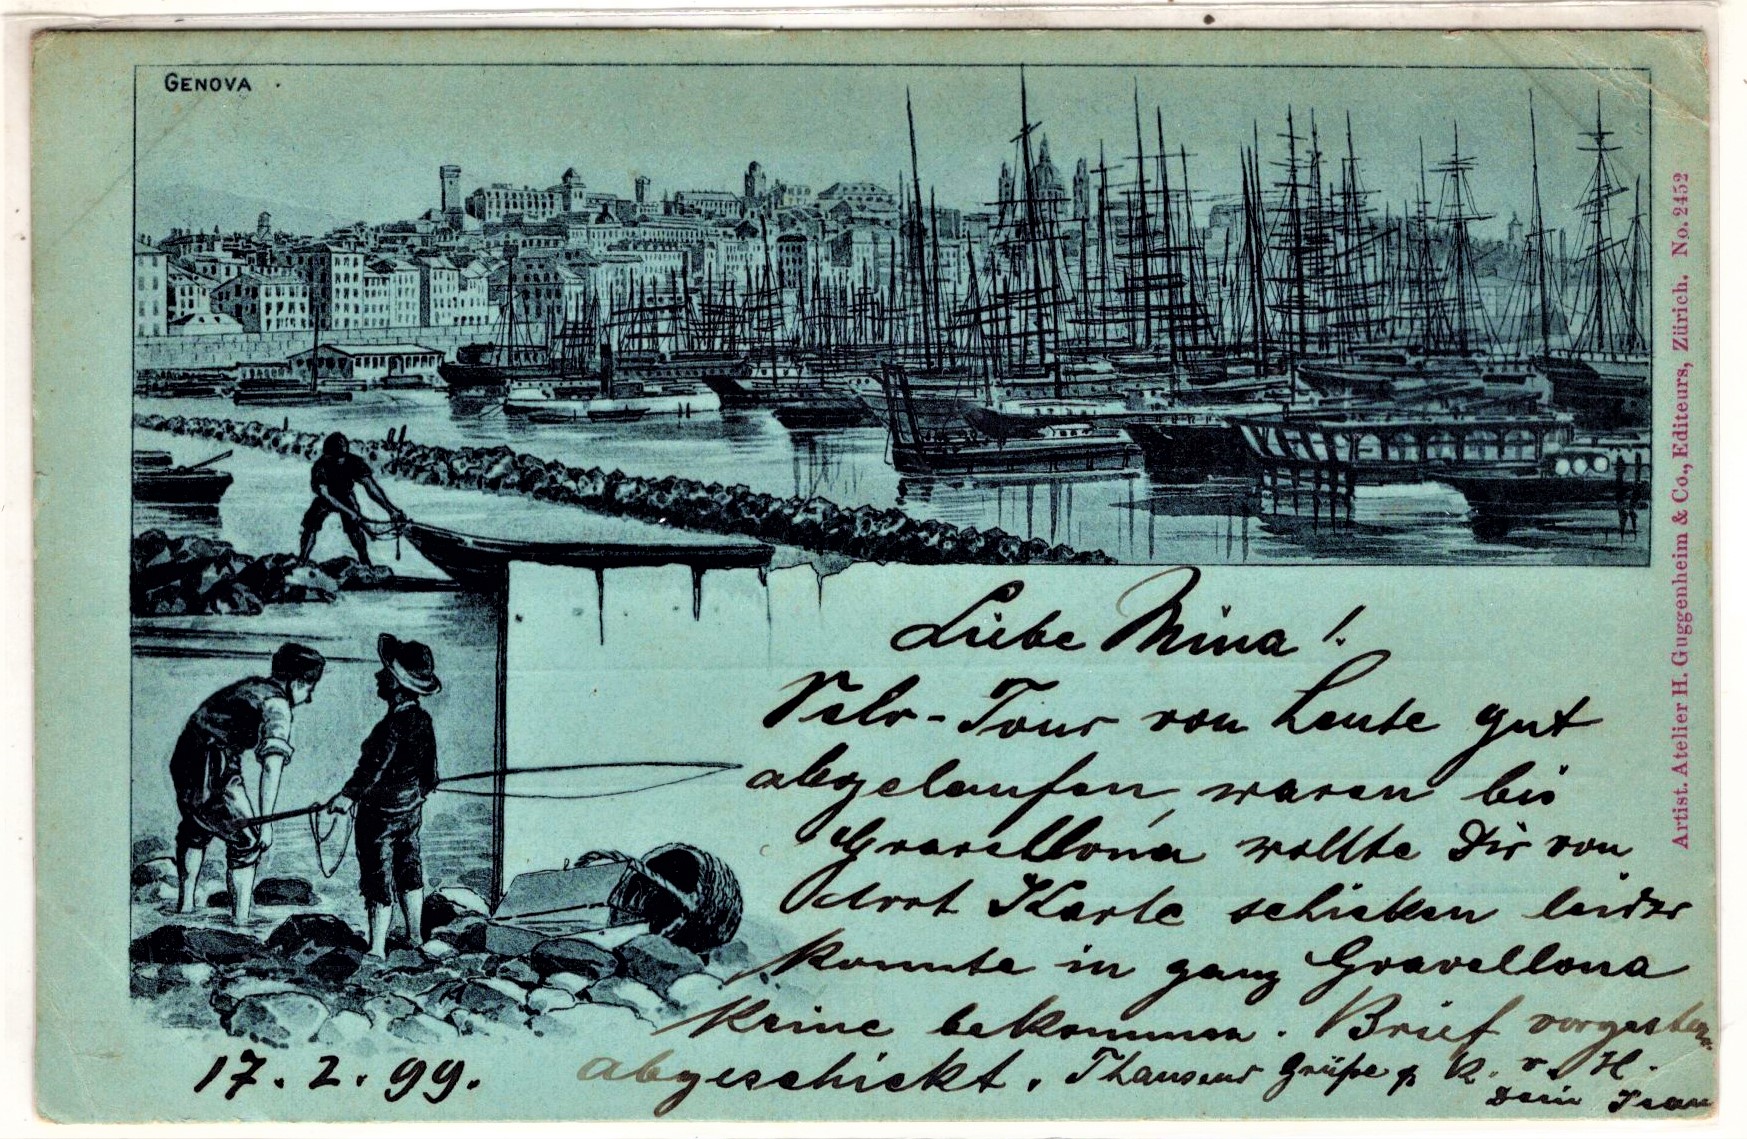 GENOVA
Artist. Atelier H. Guggenheim & Co., Editeurs, Zürich. No. 2452
Liebe Mina!
Velo-Tour von heute gut
abgelaufen, waren bis
Gravellona wollte Dir von
dort Karte schicken leider
konnte in ganz Gravellona
keine bekommen. Brief vorgestern
abgeschickt. Tausend Grüße & K. v. H.
Dein
17.2.99.